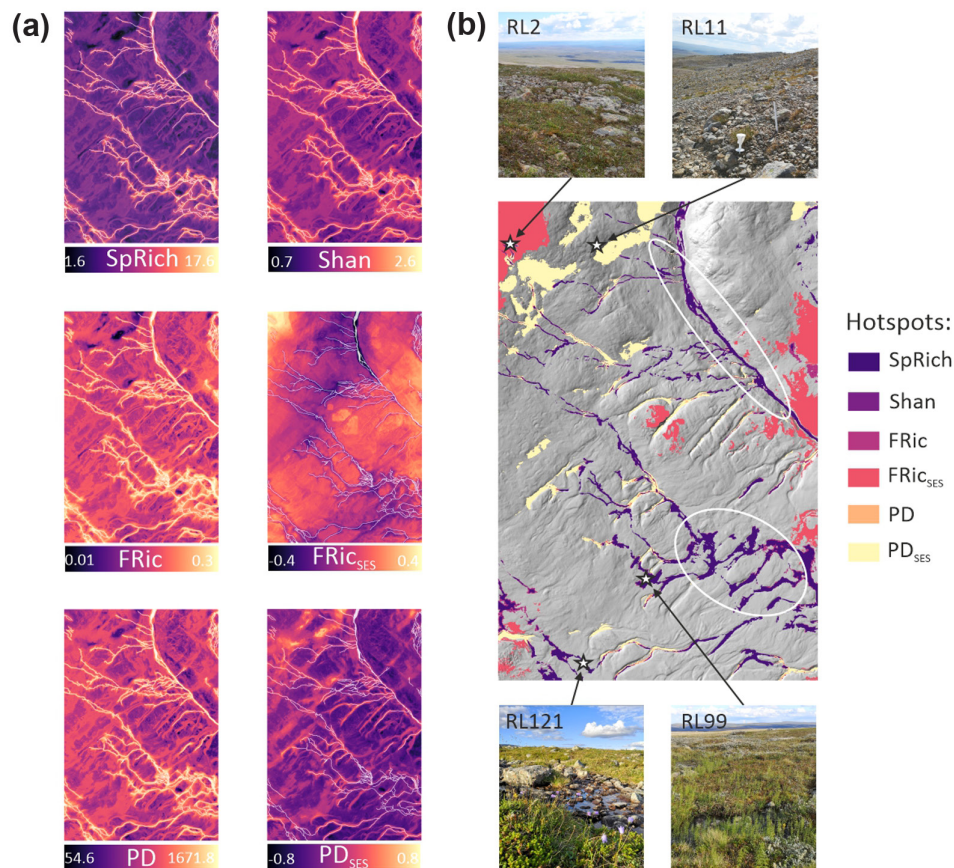 (a)
1.6 SpRich 17.6
0.7 Shan 2.6
0.01 FRic 0.3
-0.4 FRicSES 0.4
54.6 PD 1671.8
-0.8 PDSES 0.8
(b)
RL2
RL11
RL121
RL99
Hotspots:
SpRich
Shan
FRic
FRicSES
PD
PDSES